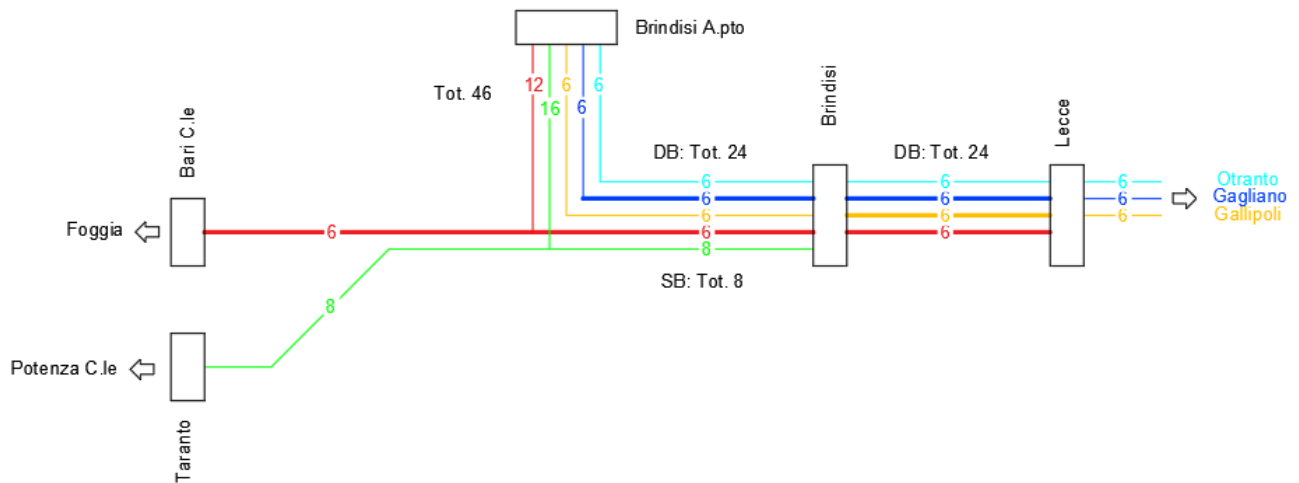 Brindisi A.pto
Tot. 46
12
16
6
6
6
Bari C.le
Brindisi
Lecce
DB: Tot. 24
DB: Tot. 24
6
6
6
Otranto
6
6
6
Gagliano
6
6
6
Gallipoli
Foggia
6
6
6
8
SB: Tot. 8
8
Potenza C.le
Taranto